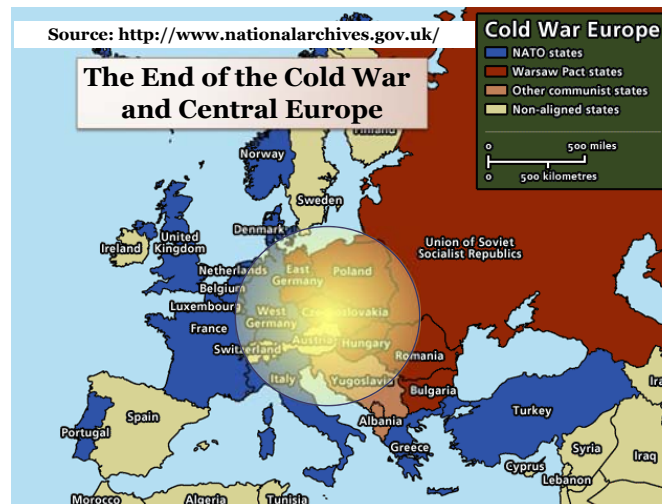 Source: http://www.nationalarchives.gov.uk/
The End of the Cold War
and Central Europe
Cold War Europe
NATO states
Warsaw Pact states
Other communist states
Non-aligned states
0 500 miles
0 500 kilometres
Finland
Norway
Sweden
Denmark
Ireland
United
Kingdom
Union of Soviet
Socialist Republics
Netherlands
East
Germany
Poland
Belgium
Luxembourg
West
Germany
Czechoslovakia
France
Switzerland
Austria
Hungary
Romania
Italy
Yugoslavia
Bulgaria
Albania
Turkey
Portugal
Spain
Greece
Syria
Cyprus
Lebanon
Iraq
Ira
Morocco
Algeria
Tunisia